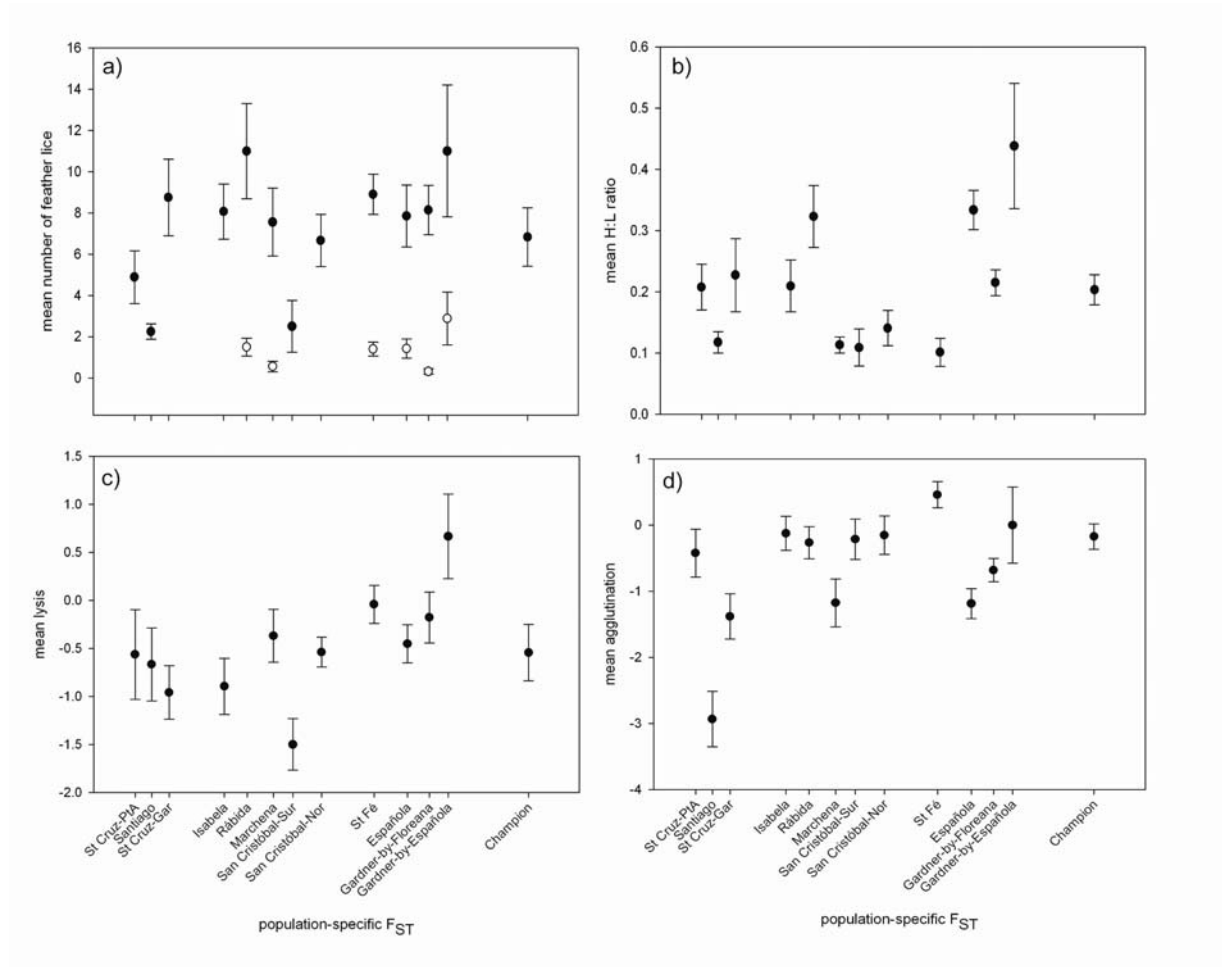 a)
mean number of feather lice
16
14
12
10
8
6
4
2
0
b)
mean H:L ratio
0.6
0.5
0.4
0.3
0.2
0.1
0.0
c)
mean lysis
1.5
1.0
0.5
0.0
-0.5
-1.0
-1.5
-2.0
St Cruz-PtA
Santiago
St Cruz-Gar
Isabela
Rábida
Marchena
San Cristóbal-Sur
San Cristóbal-Nor
St Fé
Española
Gardner-by-Floreana
Gardner-by-Española
Champion
population-specific FST
d)
mean agglutination
1
0
-1
-2
-3
-4
St Cruz-PtA
Santiago
St Cruz-Gar
Isabela
Rábida
Marchena
San Cristóbal-Sur
San Cristóbal-Nor
St Fé
Española
Gardner-by-Floreana
Gardner-by-Española
Champion
population-specific FST